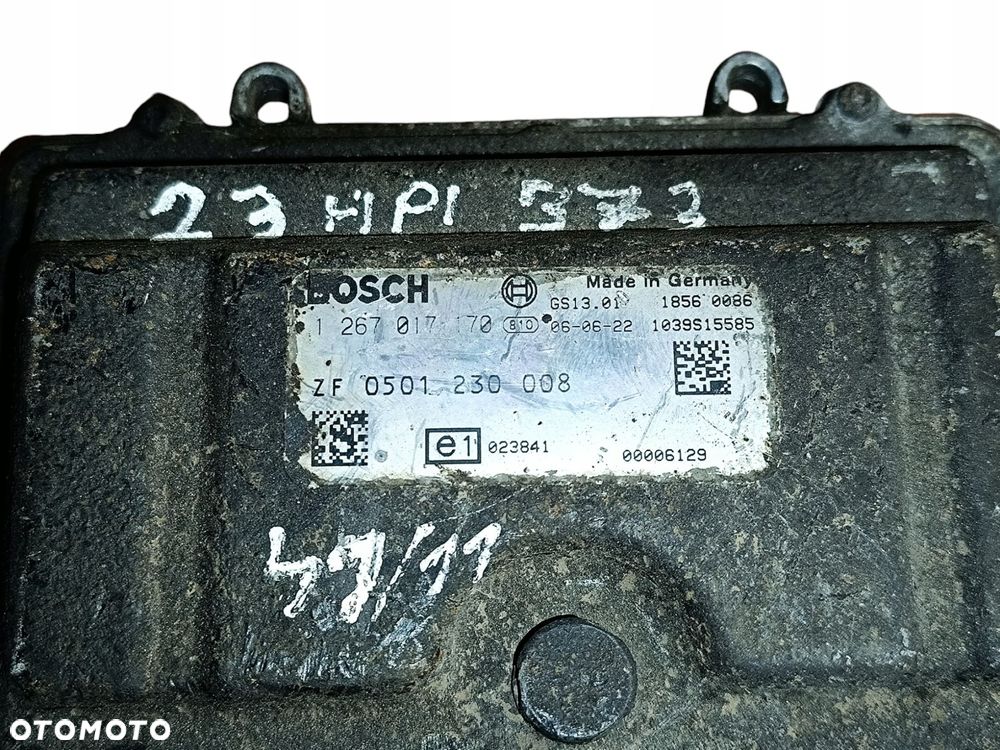 23 HPI 373
BOSCH Made in Germany
GS13.01 1856 0086
1 267 017 170 810 06-06-22 1039S15585
ZF 0501 230 008
e1 023841 00006129
47/11
OTOMOTO